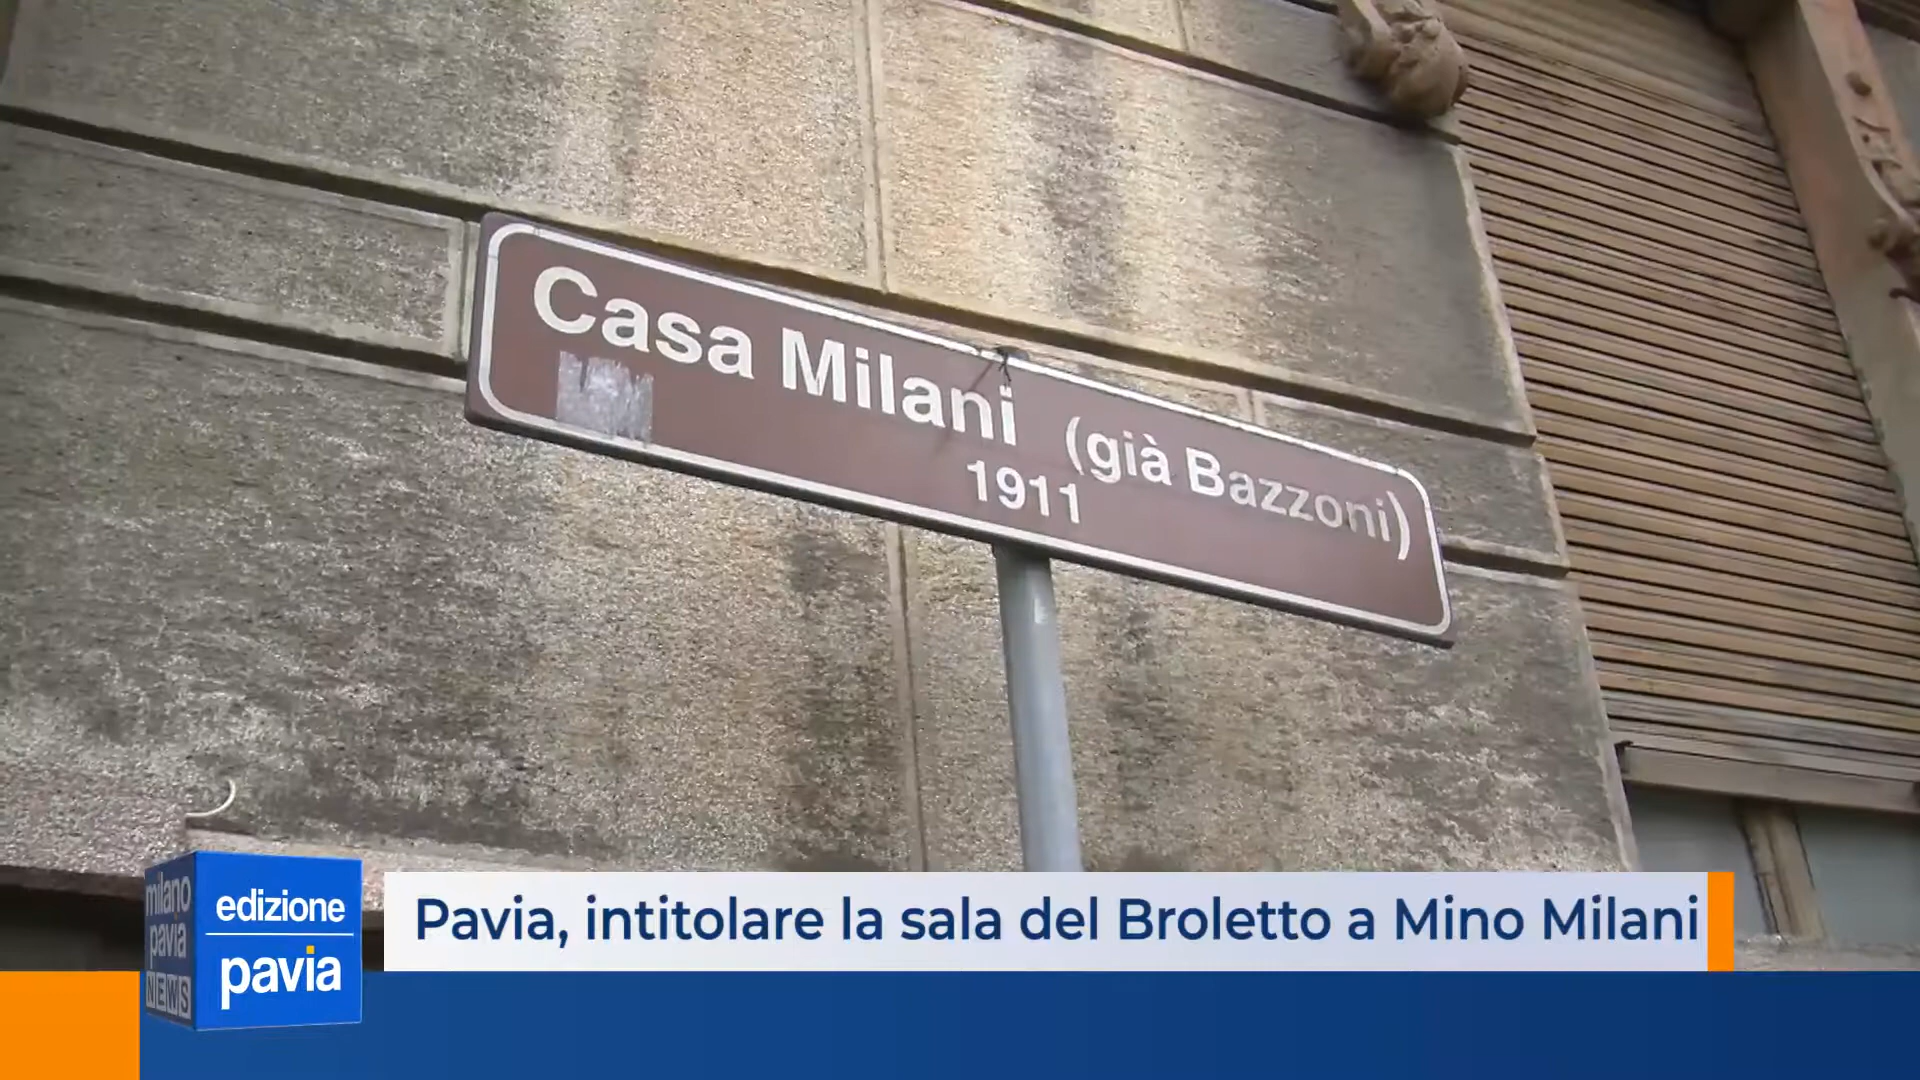 Casa Milani (già Bazzoni)
1911
milano
pavia
NEWS
edizione
pavia
Pavia, intitolare la sala del Broletto a Mino Milani